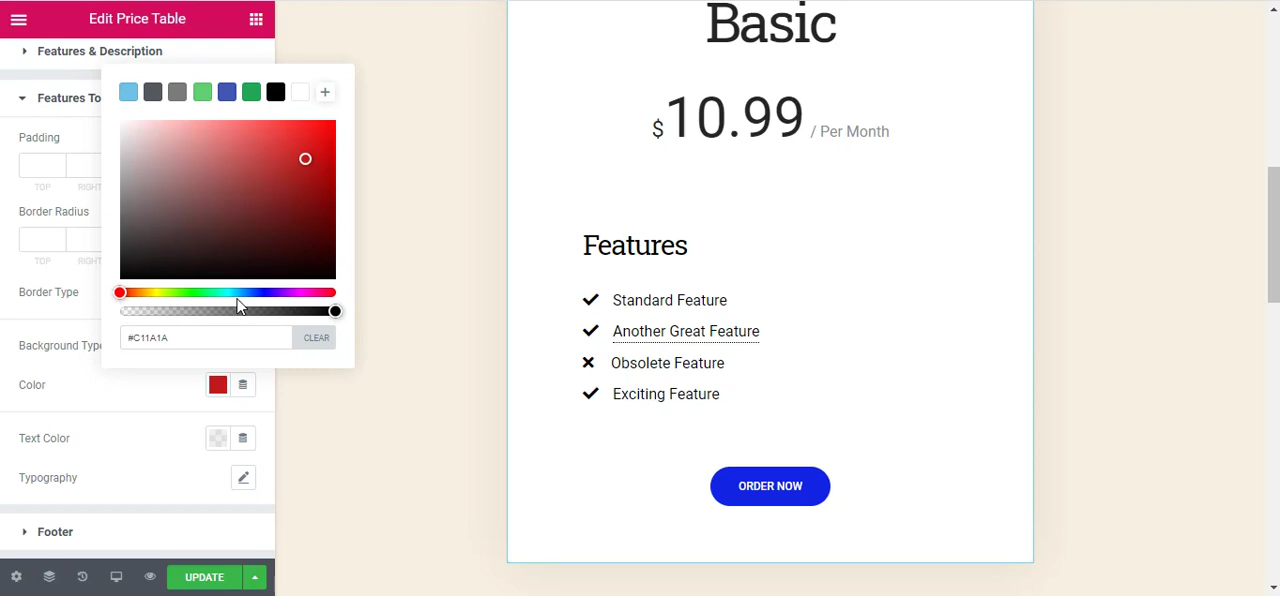 Edit Price Table
Features & Description
Features To
Padding
TOP RIGHT
Border Radius
TOP RIGHT
Border Type
#C11A1A CLEAR
Background Type
Color
Text Color
Typography
Footer
UPDATE
Basic
$10.99 / Per Month
Features
Standard Feature
Another Great Feature
Obsolete Feature
Exciting Feature
ORDER NOW